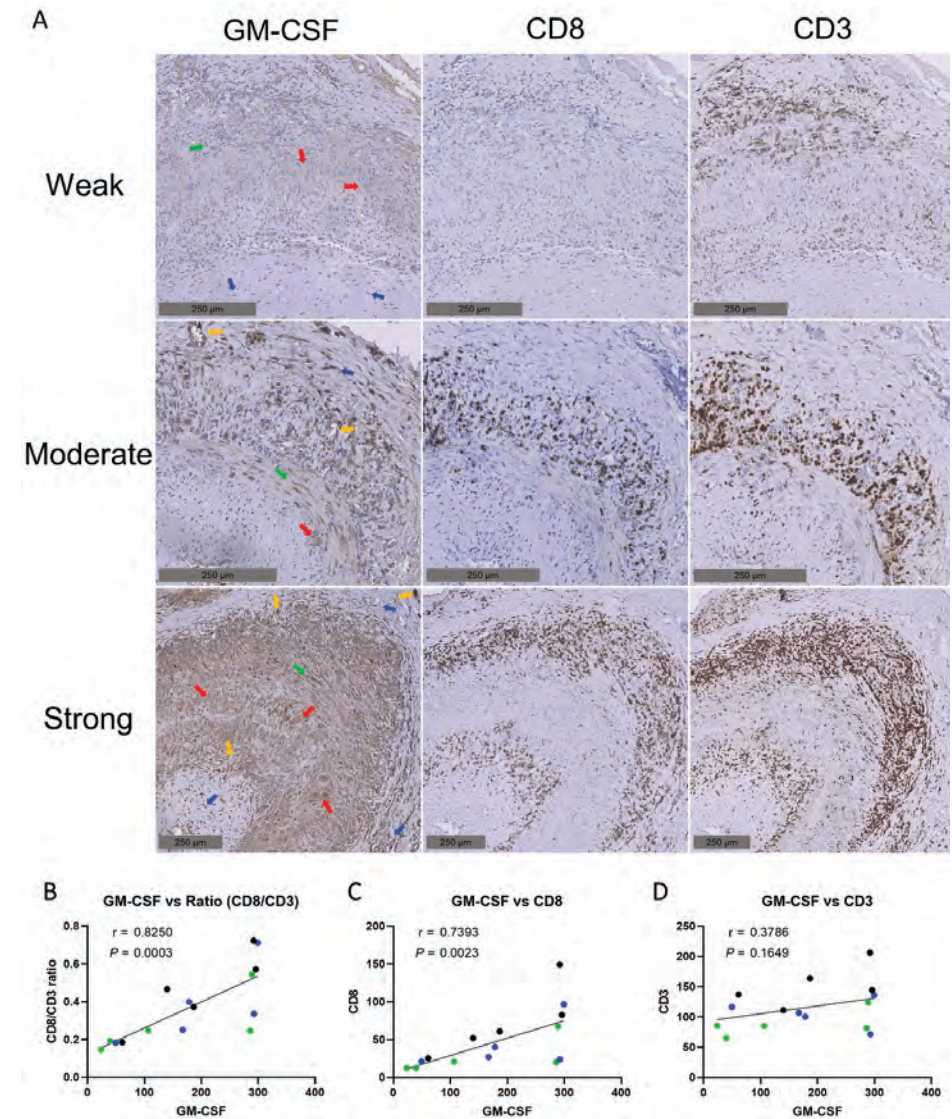 A
GM-CSF
CD8
CD3
Weak
250 µm
250 µm
250 µm
Moderate
250 µm
250 µm
250 µm
Strong
250 µm
250 µm
250 µm
B
GM-CSF vs Ratio (CD8/CD3)
r = 0.8250
P = 0.0003
CD8/CD3 ratio
0.8
0.6
0.4
0.2
0.0
0 100 200 300 400
GM-CSF
C
GM-CSF vs CD8
r = 0.7393
P = 0.0023
CD8
200
150
100
50
0
0 100 200 300 400
GM-CSF
D
GM-CSF vs CD3
r = 0.3786
P = 0.1649
CD3
250
200
150
100
50
0
0 100 200 300 400
GM-CSF